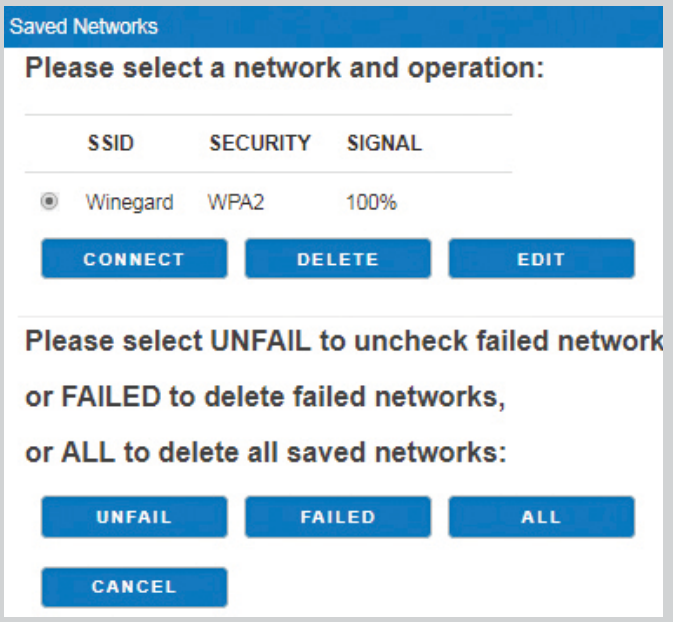 Saved Networks
Please select a network and operation:
SSID SECURITY SIGNAL
Winegard WPA2 100%
CONNECT DELETE EDIT
Please select UNFAIL to uncheck failed network
or FAILED to delete failed networks,
or ALL to delete all saved networks:
UNFAIL FAILED ALL
CANCEL